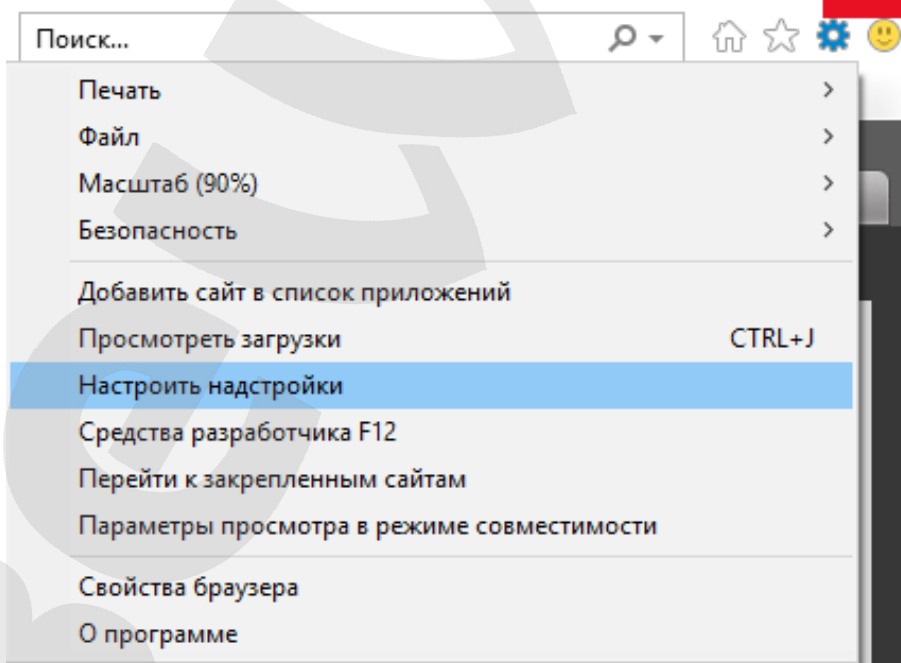 Поиск...
Печать
Файл
Масштаб (90%)
Безопасность
Добавить сайт в список приложений
Просмотреть загрузки CTRL+J
Настроить надстройки
Средства разработчика F12
Перейти к закрепленным сайтам
Параметры просмотра в режиме совместимости
Свойства браузера
О программе